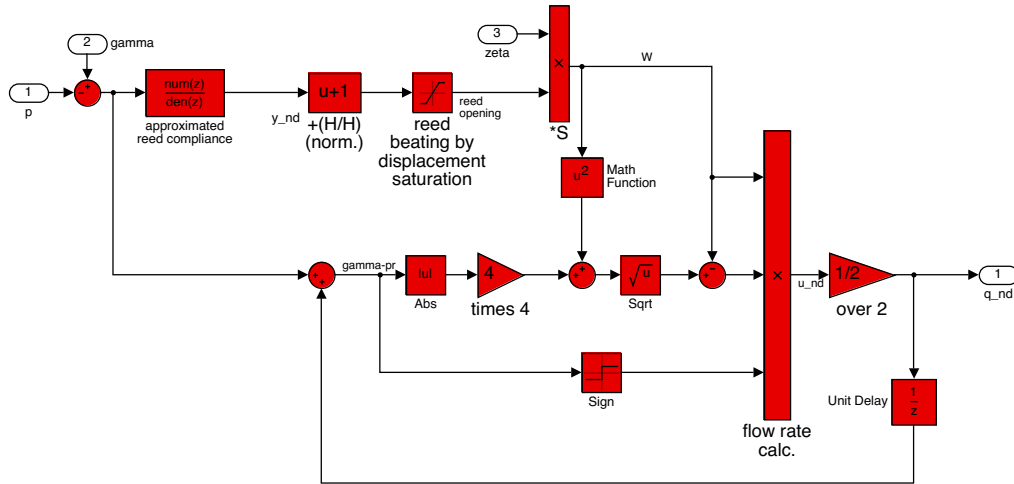 2
gamma
3
zeta
1
p
-
+
num(z)
den(z)
approximated
reed compliance
y_nd
u+1
+(H/H)
(norm.)
reed
beating by
displacement
saturation
reed
opening
×
*S
W
u²
Math
Function
+
+
gamma-pr
|u|
Abs
4
times 4
+
+
√u
Sqrt
+
−
×
flow rate
calc.
u_nd
1/2
over 2
1
q_nd
Sign
Unit Delay
1
z